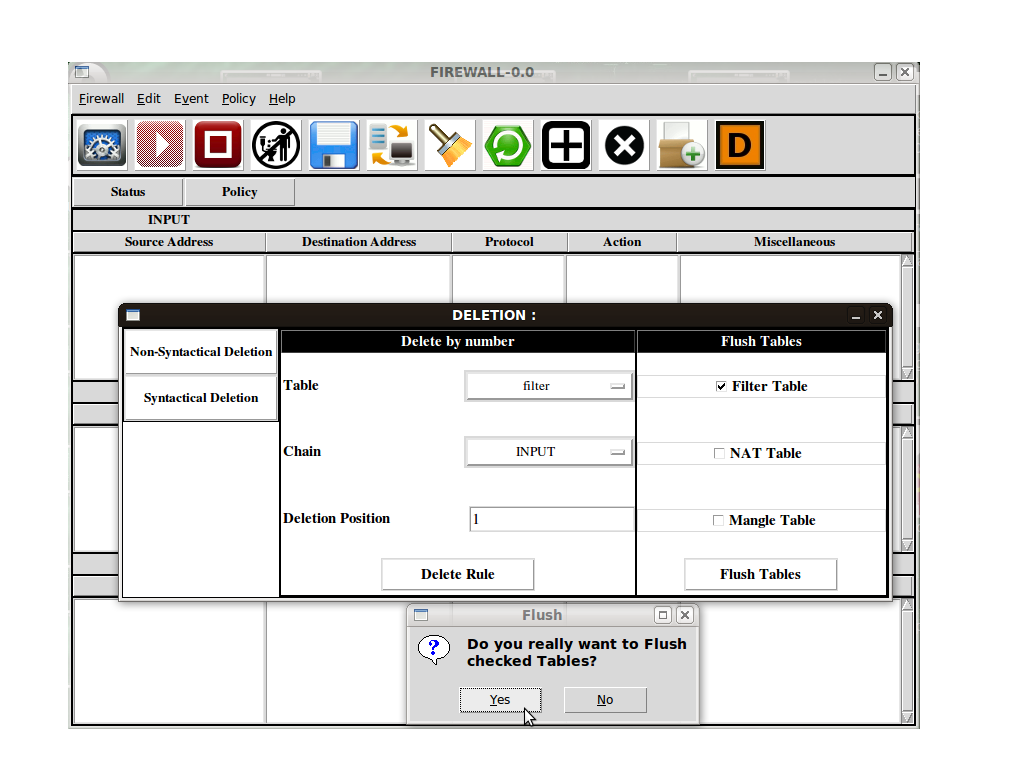 FIREWALL-0.0
Firewall Edit Event Policy Help
D
Status Policy
INPUT
Source Address Destination Address Protocol Action Miscellaneous
DELETION :
Non-Syntactical Deletion
Syntactical Deletion
Delete by number
Table filter
Chain INPUT
Deletion Position 1
Delete Rule
Flush Tables
Filter Table
NAT Table
Mangle Table
Flush Tables
Flush
?
Do you really want to Flush
checked Tables?
Yes No